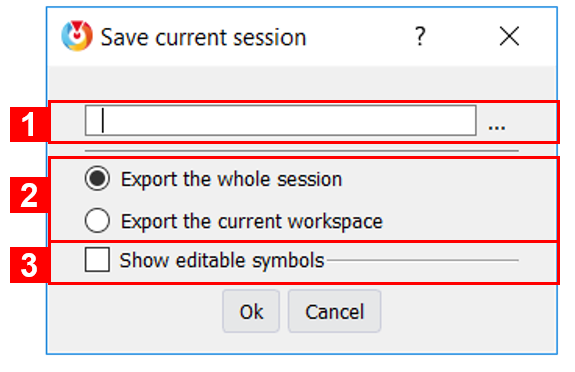 Save current session ?
1
...
2
Export the whole session
Export the current workspace
3
Show editable symbols
Ok Cancel